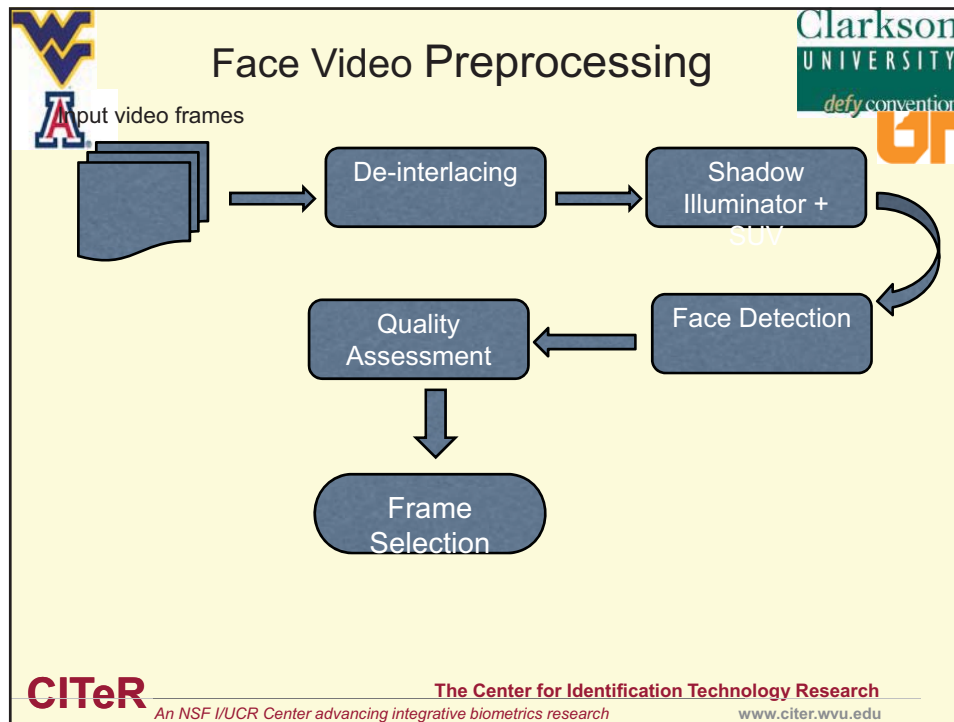 Face Video Preprocessing
Clarkson
UNIVERSITY
defy convention
Input video frames
De-interlacing
Shadow
Illuminator +
SUV
Face Detection
Quality
Assessment
Frame
Selection
CITeR
The Center for Identification Technology Research
An NSF I/UCR Center advancing integrative biometrics research
www.citer.wvu.edu